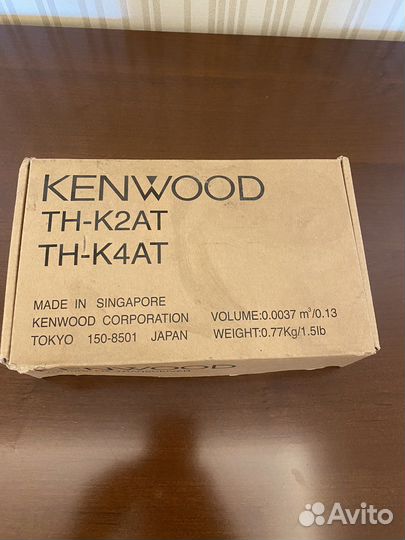 KENWOOD
TH-K2AT
TH-K4AT
MADE IN SINGAPORE
KENWOOD CORPORATION VOLUME:0.0037 m³/0.13
TOKYO 150-8501 JAPAN WEIGHT:0.77Kg/1.5lb
Avito